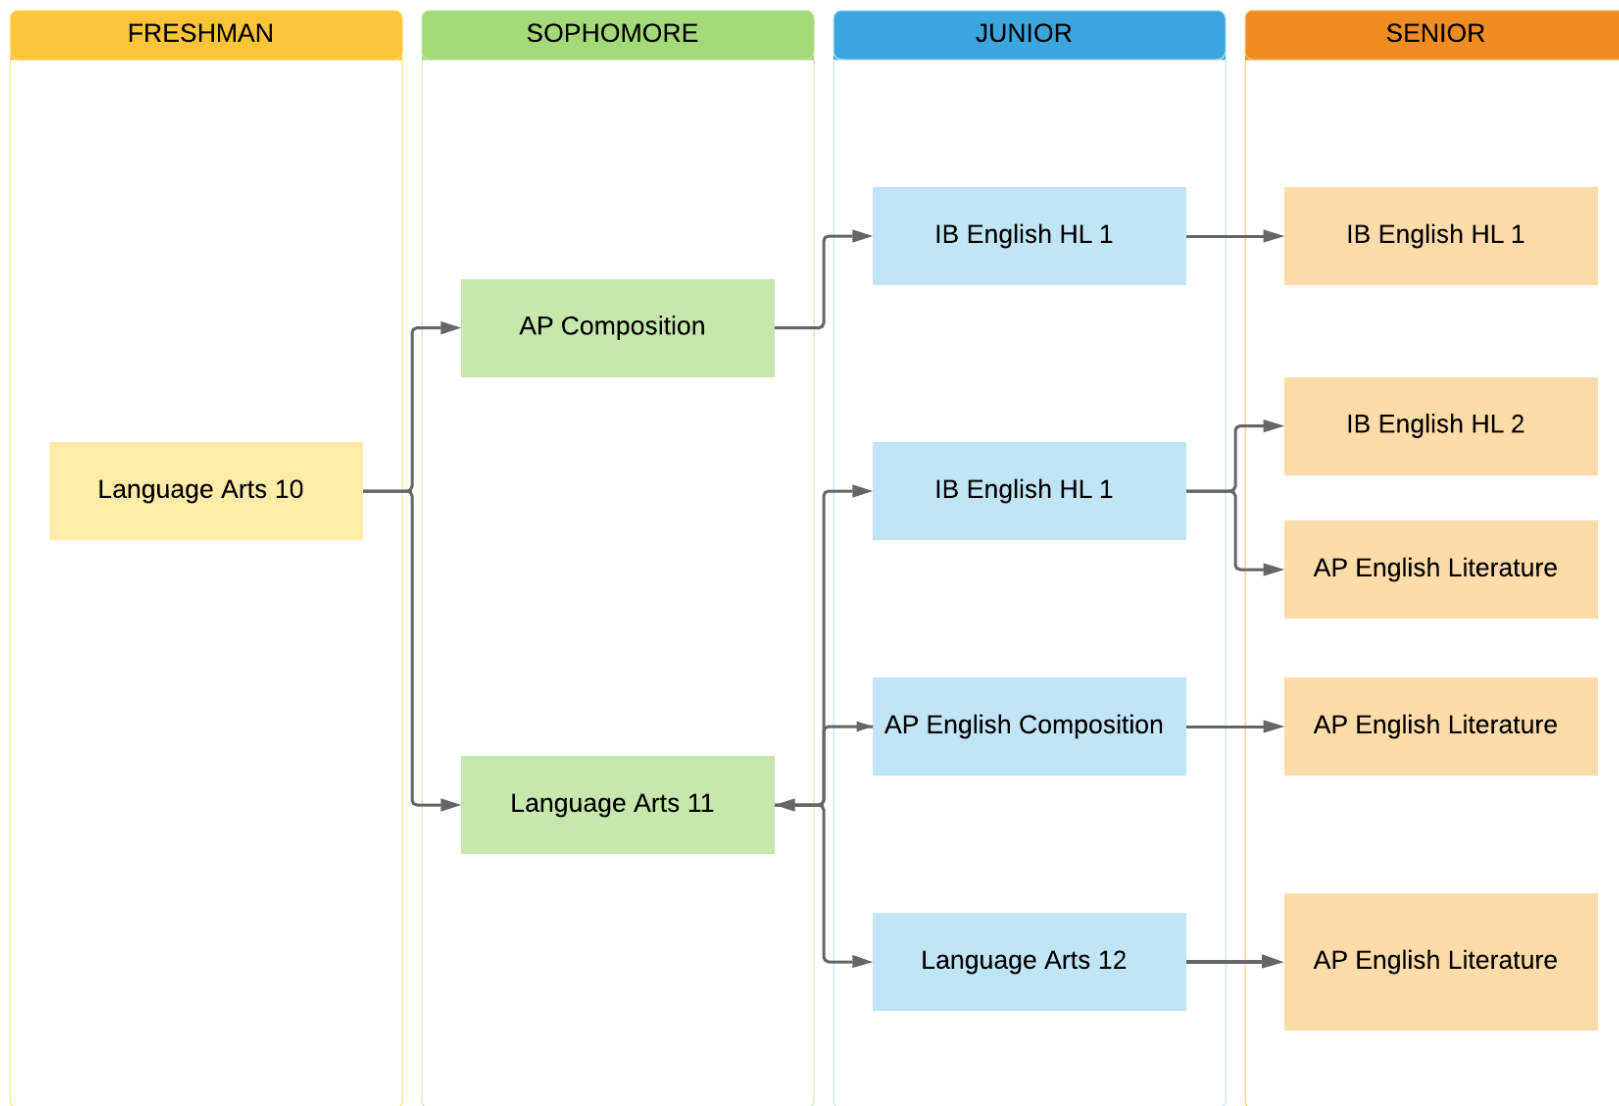 FRESHMAN
SOPHOMORE
JUNIOR
SENIOR
Language Arts 10
AP Composition
Language Arts 11
IB English HL 1
IB English HL 1
AP English Composition
Language Arts 12
IB English HL 1
IB English HL 2
AP English Literature
AP English Literature
AP English Literature